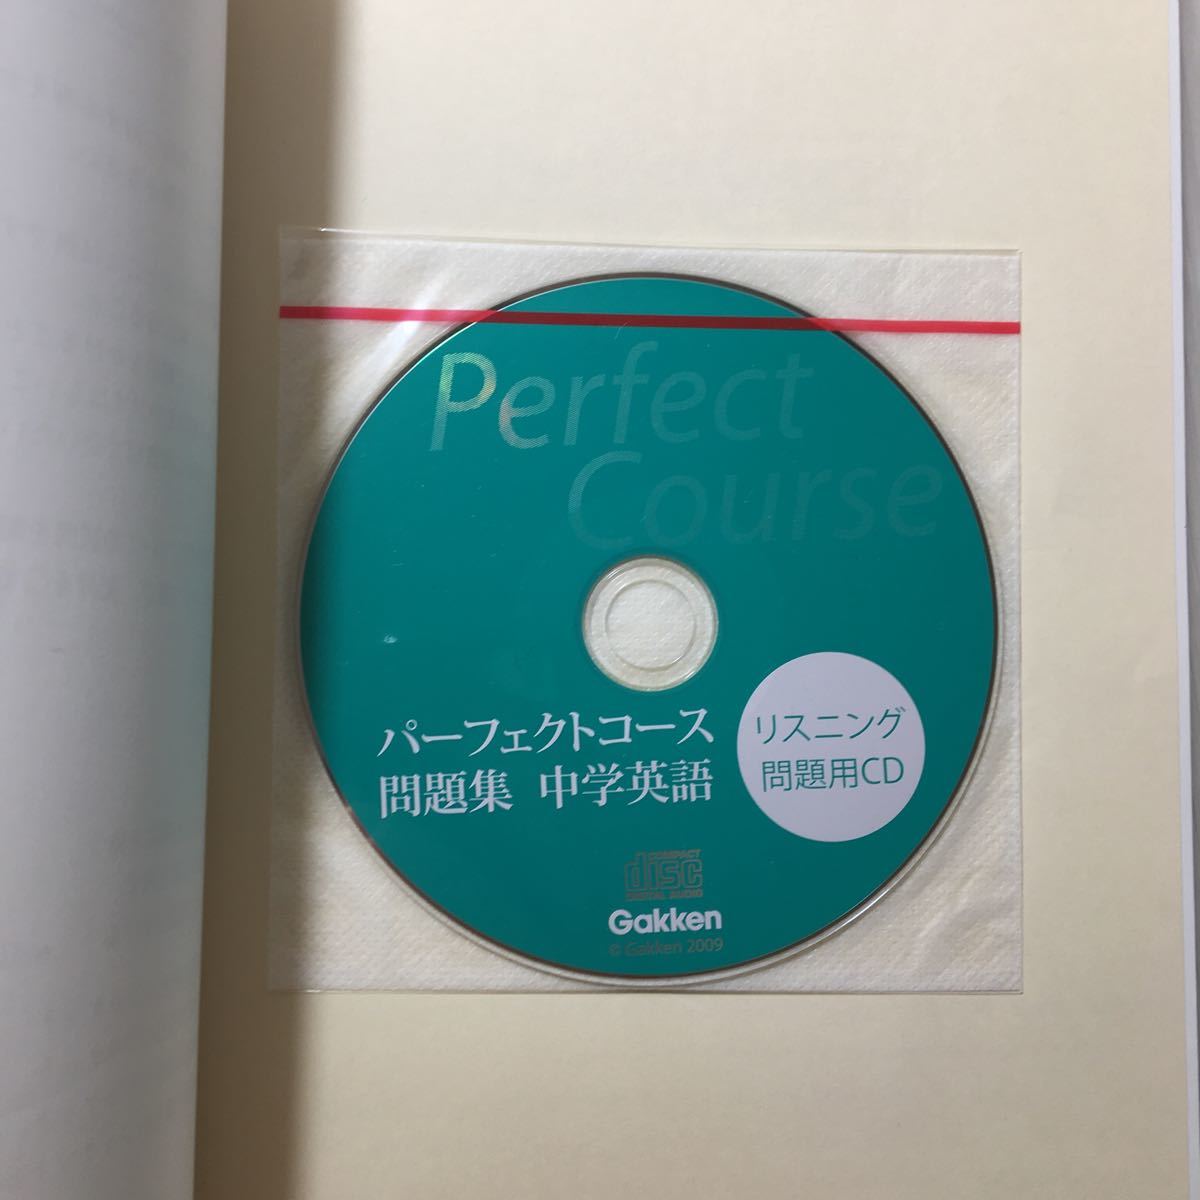 Perfect
Course
パーフェクトコース
問題集 中学英語
リスニング
問題用CD
COMPACT
disc
DIGITAL AUDIO
Gakken
© Gakken 2009